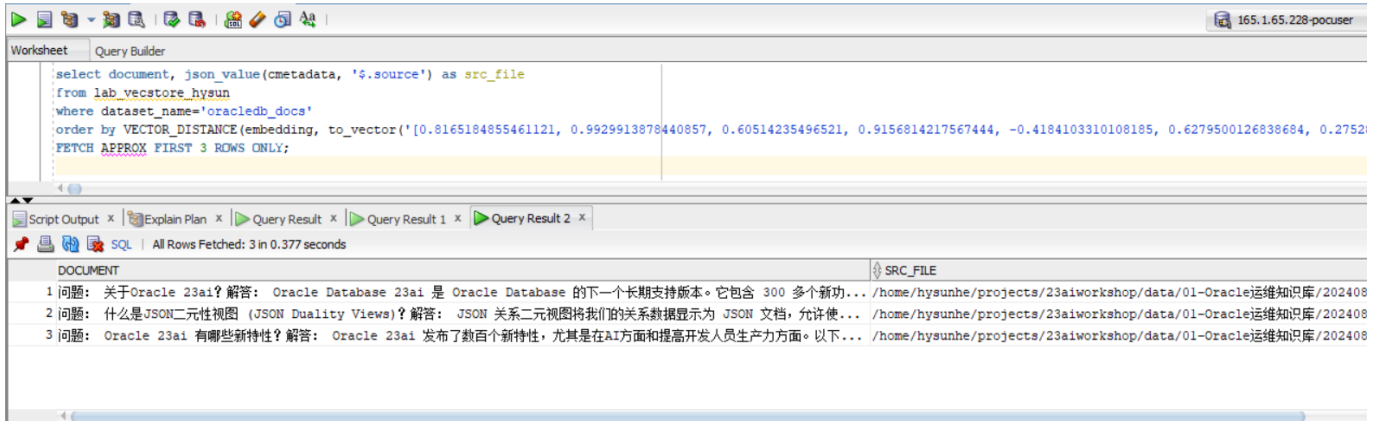 165.1.65.228-pocuser
Worksheet Query Builder
select document, json_value(cmetadata, '$.source') as src_file
from lab_vecstore_hysun
where dataset_name='oracledb_docs'
order by VECTOR_DISTANCE(embedding, to_vector('[0.8165184855461121, 0.9929913878440857, 0.60514235496521, 0.9156814217567444, -0.4184103310108185, 0.6279500126838684, 0.2752
FETCH APPROX FIRST 3 ROWS ONLY;
Script Output x Explain Plan x Query Result x Query Result 1 x Query Result 2 x
SQL | All Rows Fetched: 3 in 0.377 seconds
DOCUMENT SRC_FILE
1 问题: 关于Oracle 23ai? 解答: Oracle Database 23ai 是 Oracle Database 的下一个长期支持版本。它包含 300 多个新功... /home/hysunhe/projects/23aiworkshop/data/01-Oracle运维知识库/202408
2 问题: 什么是JSON二元性视图 (JSON Duality Views)? 解答: JSON 关系二元视图将我们的关系数据显示为 JSON 文档，允许使... /home/hysunhe/projects/23aiworkshop/data/01-Oracle运维知识库/202408
3 问题: Oracle 23ai 有哪些新特性? 解答: Oracle 23ai 发布了数百个新特性，尤其是在AI方面和提高开发人员生产力方面。以下... /home/hysunhe/projects/23aiworkshop/data/01-Oracle运维知识库/202408